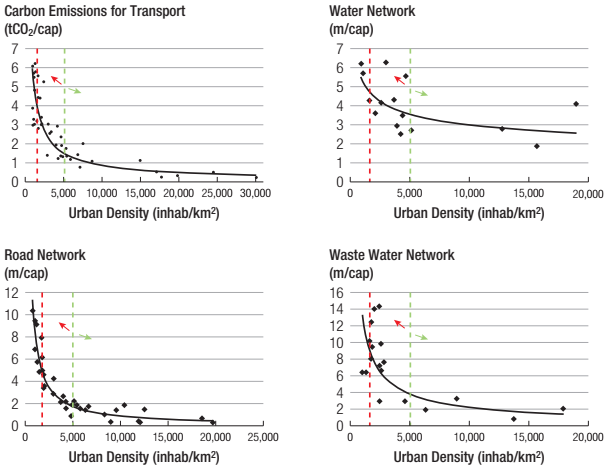 Carbon Emissions for Transport
(tCO₂/cap)
7
6
5
4
3
2
1
0
0 5,000 10,000 15,000 20,000 25,000 30,000
Urban Density (inhab/km²)
Water Network
(m/cap)
7
6
5
4
3
2
1
0
0 5,000 10,000 15,000 20,000
Urban Density (inhab/km²)
Road Network
(m/cap)
12
10
8
6
4
2
0
0 5,000 10,000 15,000 20,000 25,000
Urban Density (inhab/km²)
Waste Water Network
(m/cap)
16
14
12
10
8
6
4
2
0
0 5,000 10,000 15,000 20,000
Urban Density (inhab/km²)